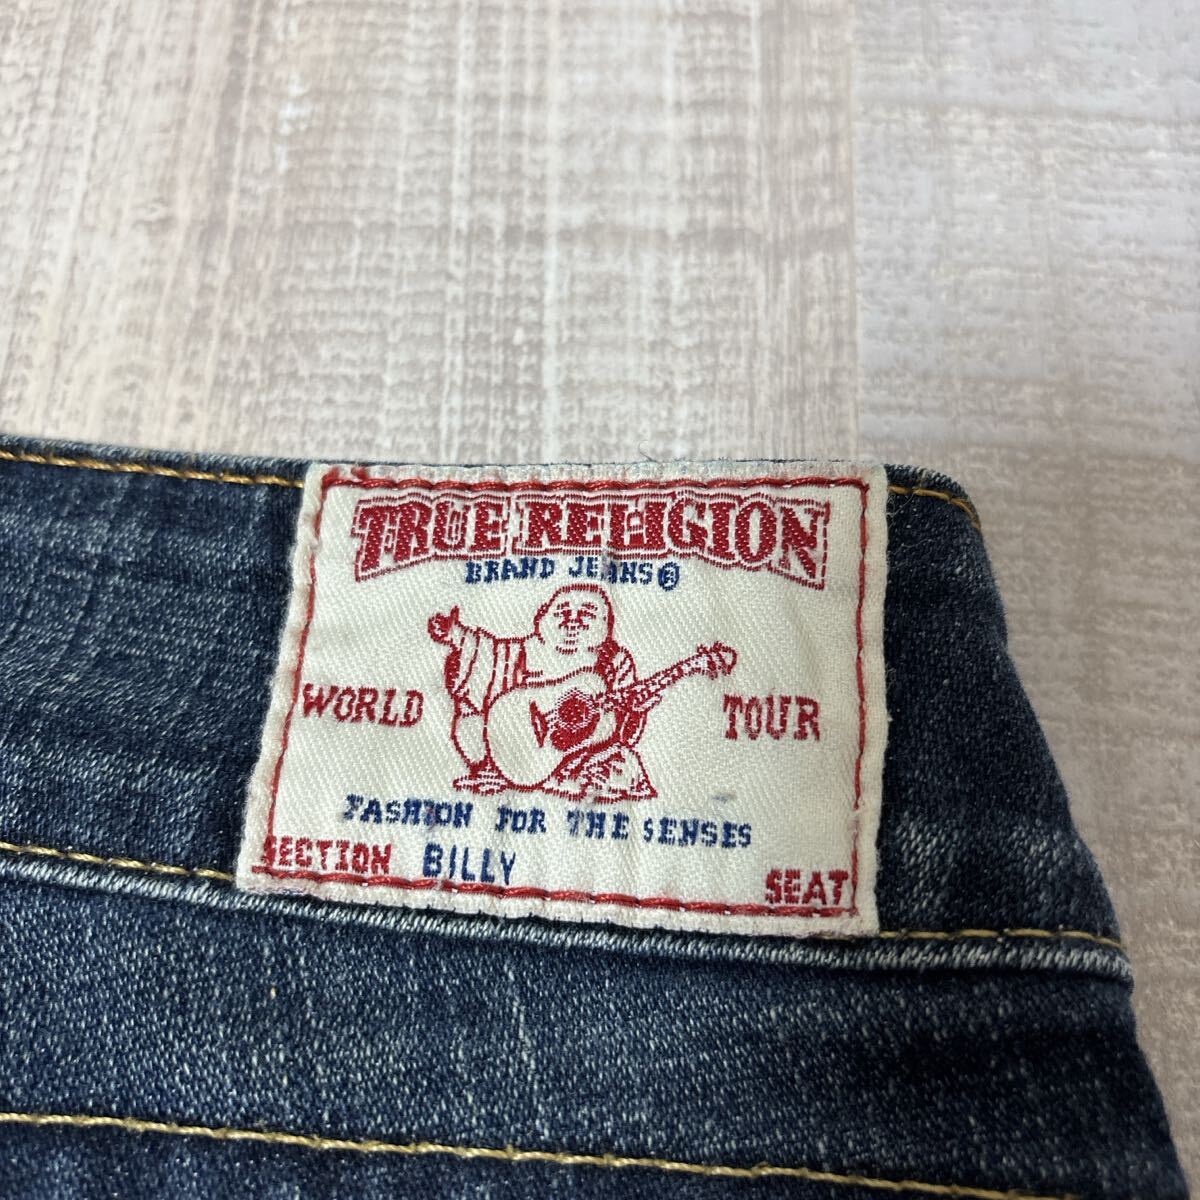 TRUE RELIGION
BRAND JEANS®
WORLD TOUR
FASHION FOR THE SENSES
SECTION BILLY
SEAT